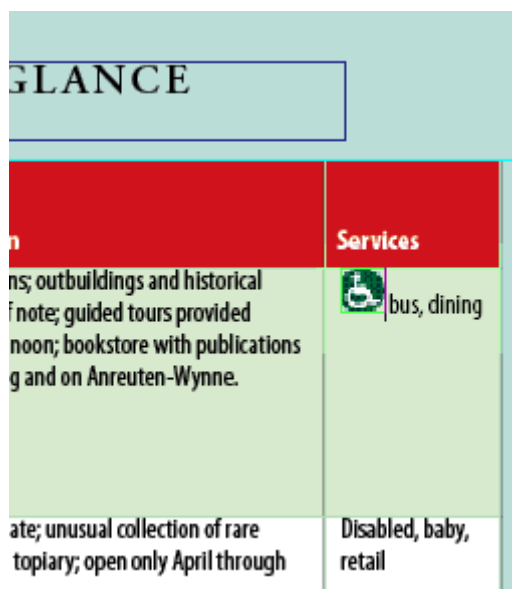 GLANCE
n
Services
ns; outbuildings and historical
f note; guided tours provided
noon; bookstore with publications
g and on Anreuten-Wynne.
bus, dining
ate; unusual collection of rare
topiary; open only April through
Disabled, baby,
retail